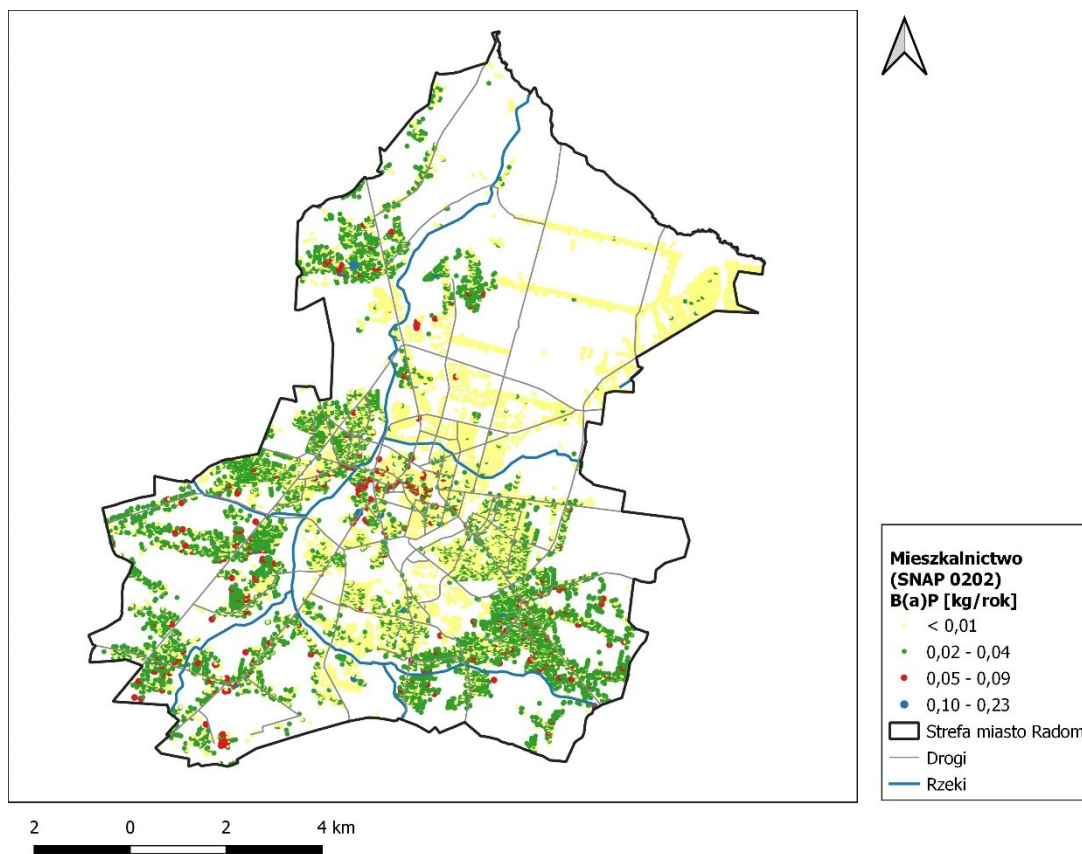 Mieszkalnictwo
(SNAP 0202)
B(a)P [kg/rok]
< 0,01
0,02 - 0,04
0,05 - 0,09
0,10 - 0,23
Strefa miasto Radom
Drogi
Rzeki
2 0 2 4 km